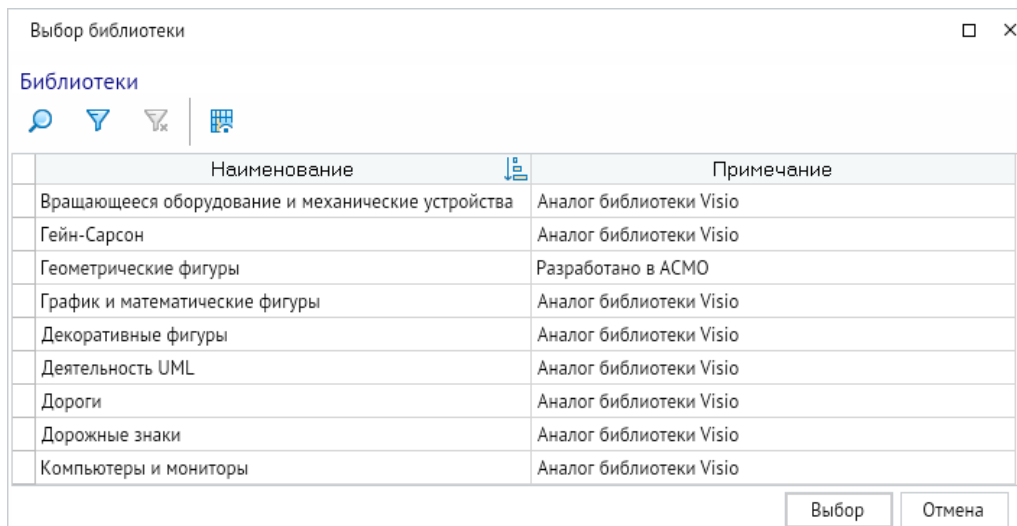 Выбор библиотеки
Библиотеки
Наименование Примечание
Вращающееся оборудование и механические устройства Аналог библиотеки Visio
Гейн-Сарсон Аналог библиотеки Visio
Геометрические фигуры Разработано в АСМО
График и математические фигуры Аналог библиотеки Visio
Декоративные фигуры Аналог библиотеки Visio
Деятельность UML Аналог библиотеки Visio
Дороги Аналог библиотеки Visio
Дорожные знаки Аналог библиотеки Visio
Компьютеры и мониторы Аналог библиотеки Visio
Выбор Отмена